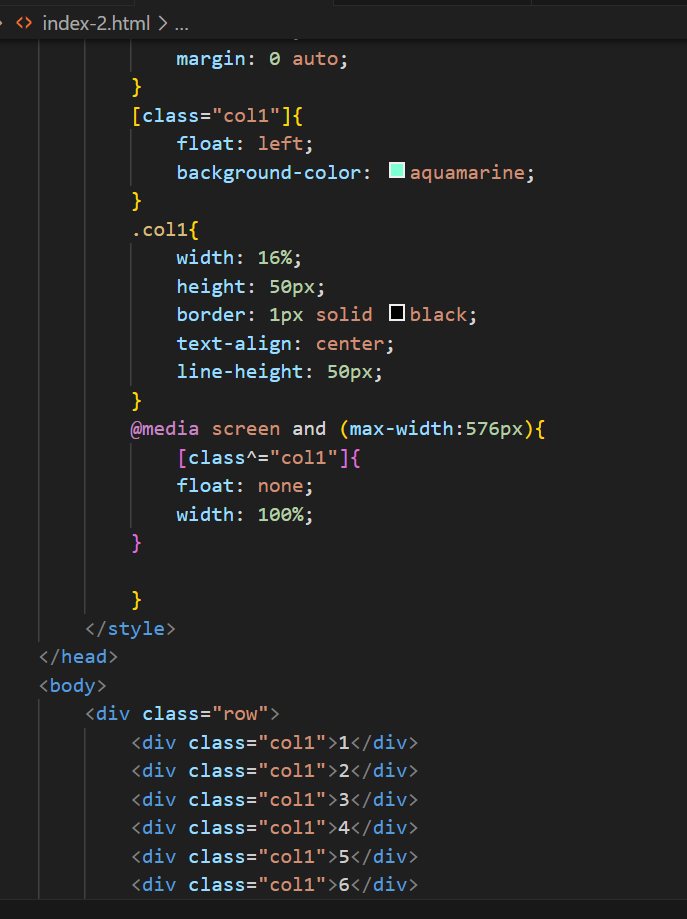 <> index-2.html > ...
margin: 0 auto;
}
[class="col1"]{
float: left;
background-color: aquamarine;
}
.col1{
width: 16%;
height: 50px;
border: 1px solid black;
text-align: center;
line-height: 50px;
}
@media screen and (max-width:576px){
[class^="col1"]{
float: none;
width: 100%;
}
}
</style>
</head>
<body>
<div class="row">
<div class="col1">1</div>
<div class="col1">2</div>
<div class="col1">3</div>
<div class="col1">4</div>
<div class="col1">5</div>
<div class="col1">6</div>